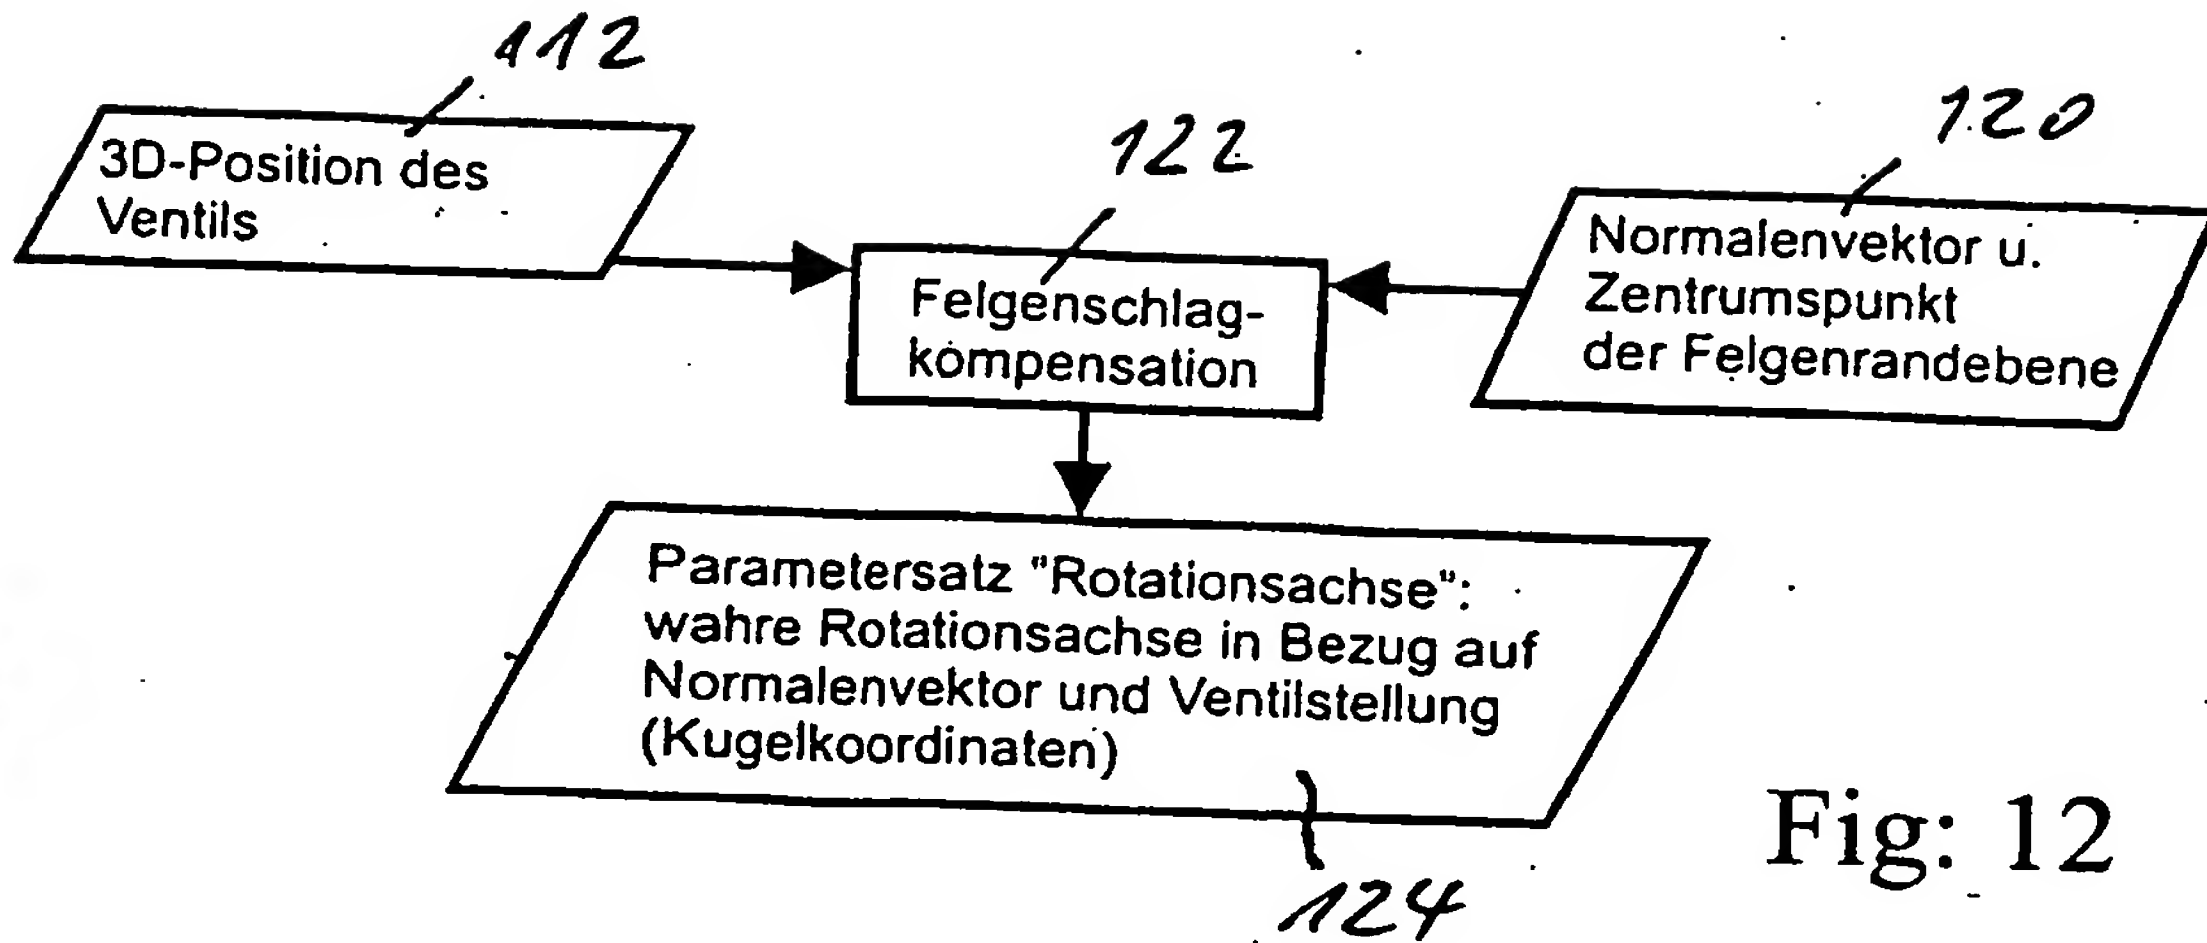 112
3D-Position des
Ventils
122
Felgenschlag-
kompensation
120
Normalenvektor u.
Zentrumspunkt
der Felgenrandebene
Parametersatz "Rotationsachse":
wahre Rotationsachse in Bezug auf
Normalenvektor und Ventilstellung
(Kugelkoordinaten)
124
Fig: 12